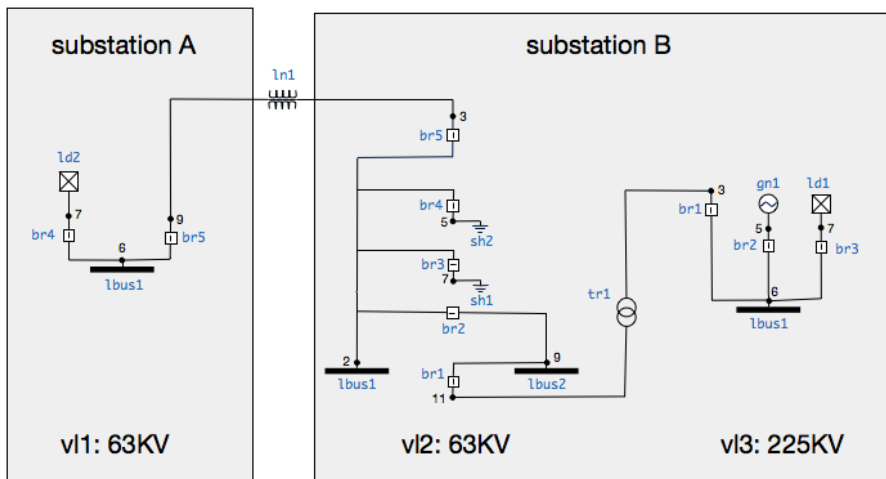 substation A
substation B
ln1
3
br5
ld2
7
br4
9
br5
6
lbus1
br4
5
sh2
br3
7
sh1
br2
2
lbus1
9
lbus2
br1
11
tr1
3
br1
gn1
ld1
5
br2
7
br3
6
lbus1
vl1: 63KV
vl2: 63KV
vl3: 225KV